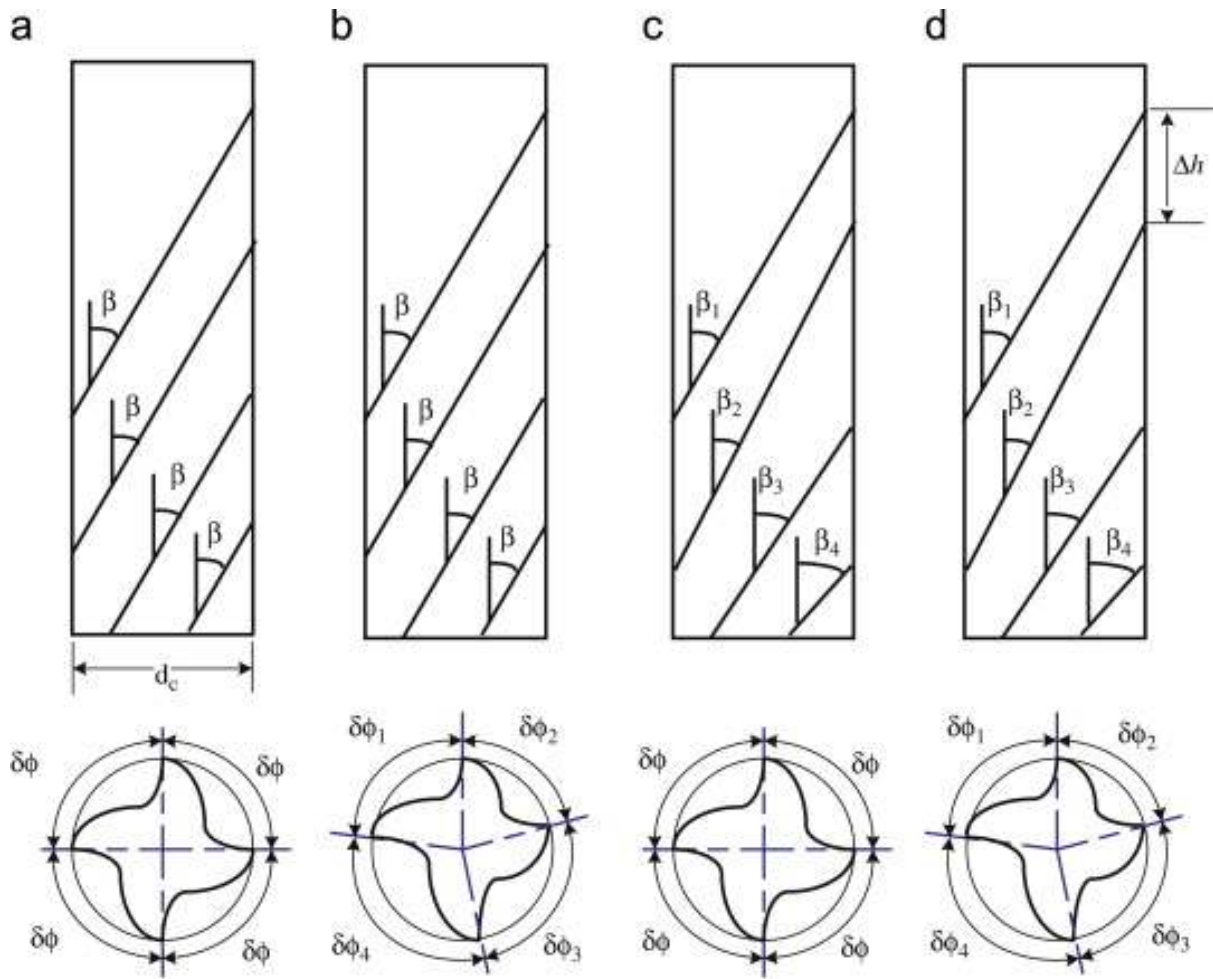 a b c d
Δh
β β β₁ β₁
β β β₂ β₂
β β β₃ β₃
β β β₄ β₄
d_c
δϕ δϕ δϕ₁ δϕ₂ δϕ δϕ δϕ₁ δϕ₂
δϕ δϕ δϕ₄ δϕ₃ δϕ δϕ δϕ₄ δϕ₃